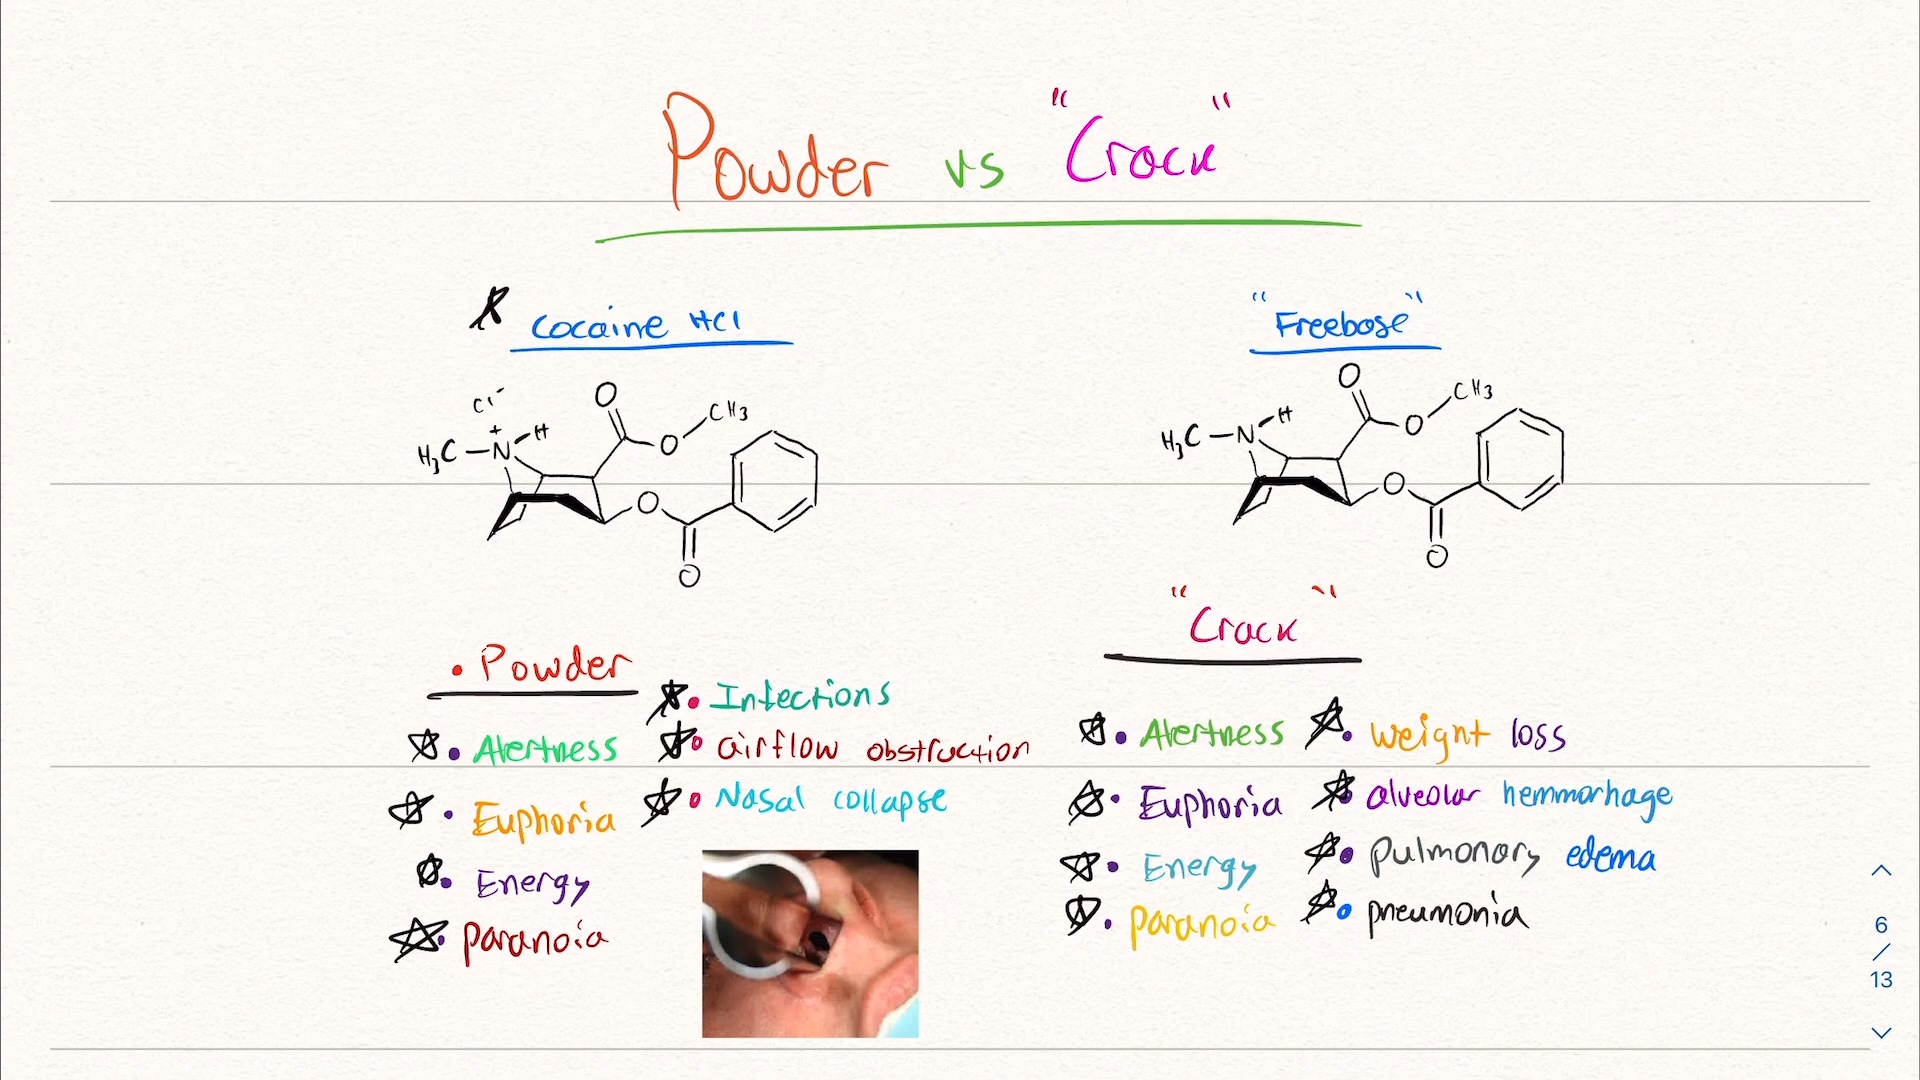 Powder vs "Crack"
Cocaine HCl
Cl⁻
H₃C
N
+
H
O
O
CH₃
O
O
"Freebase"
H₃C
N
H
O
O
CH₃
O
O
• Powder
• Alertness
• Euphoria
• Energy
• paranoia
• Infections
• airflow obstruction
• Nasal collapse
"Crack"
• Alertness
• Euphoria
• Energy
• paranoia
• weight loss
• alveolar hemmorhage
• pulmonary edema
• pneumonia
6
/
13